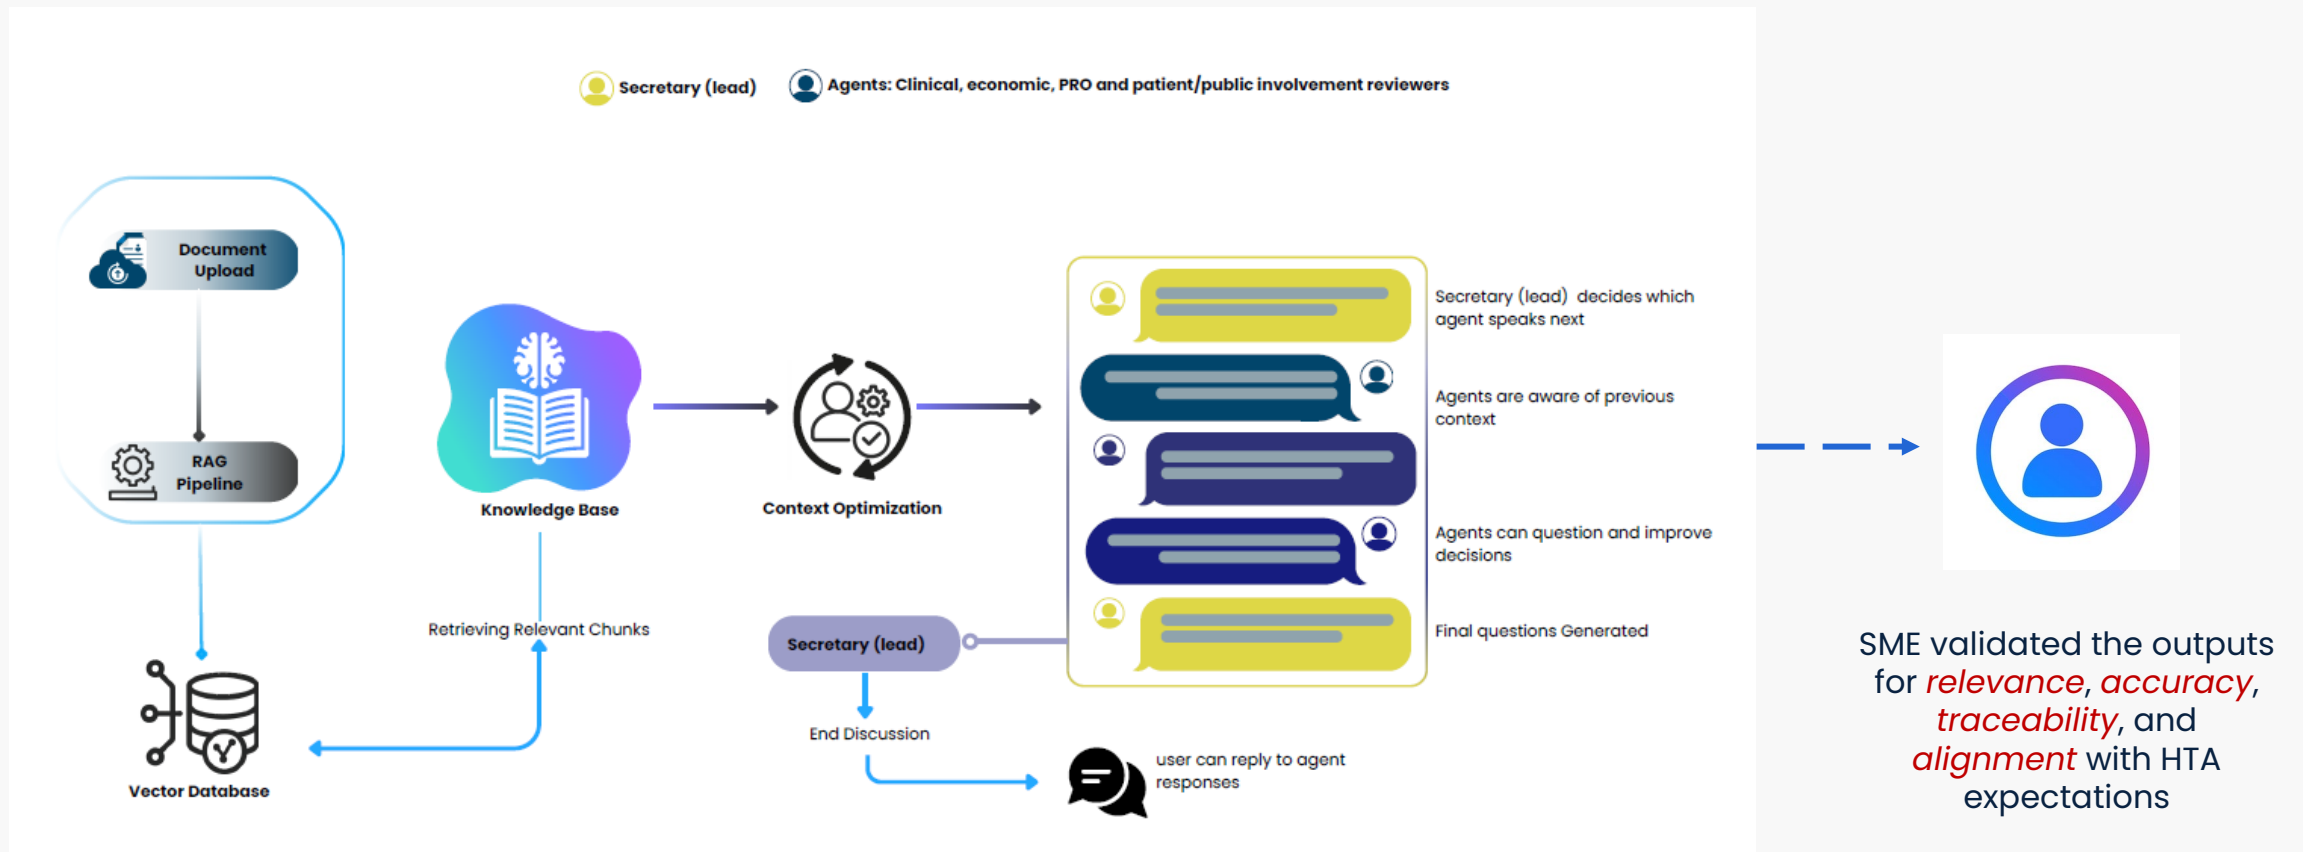 Secretary (lead)
Agents: Clinical, economic, PRO and patient/public involvement reviewers
Document
Upload
RAG
Pipeline
Vector Database
Retrieving Relevant Chunks
Knowledge Base
Context Optimization
Secretary (lead) decides which
agent speaks next
Agents are aware of previous
context
Agents can question and improve
decisions
Final questions Generated
Secretary (lead)
End Discussion
user can reply to agent
responses
SME validated the outputs
for relevance, accuracy,
traceability, and
alignment with HTA
expectations